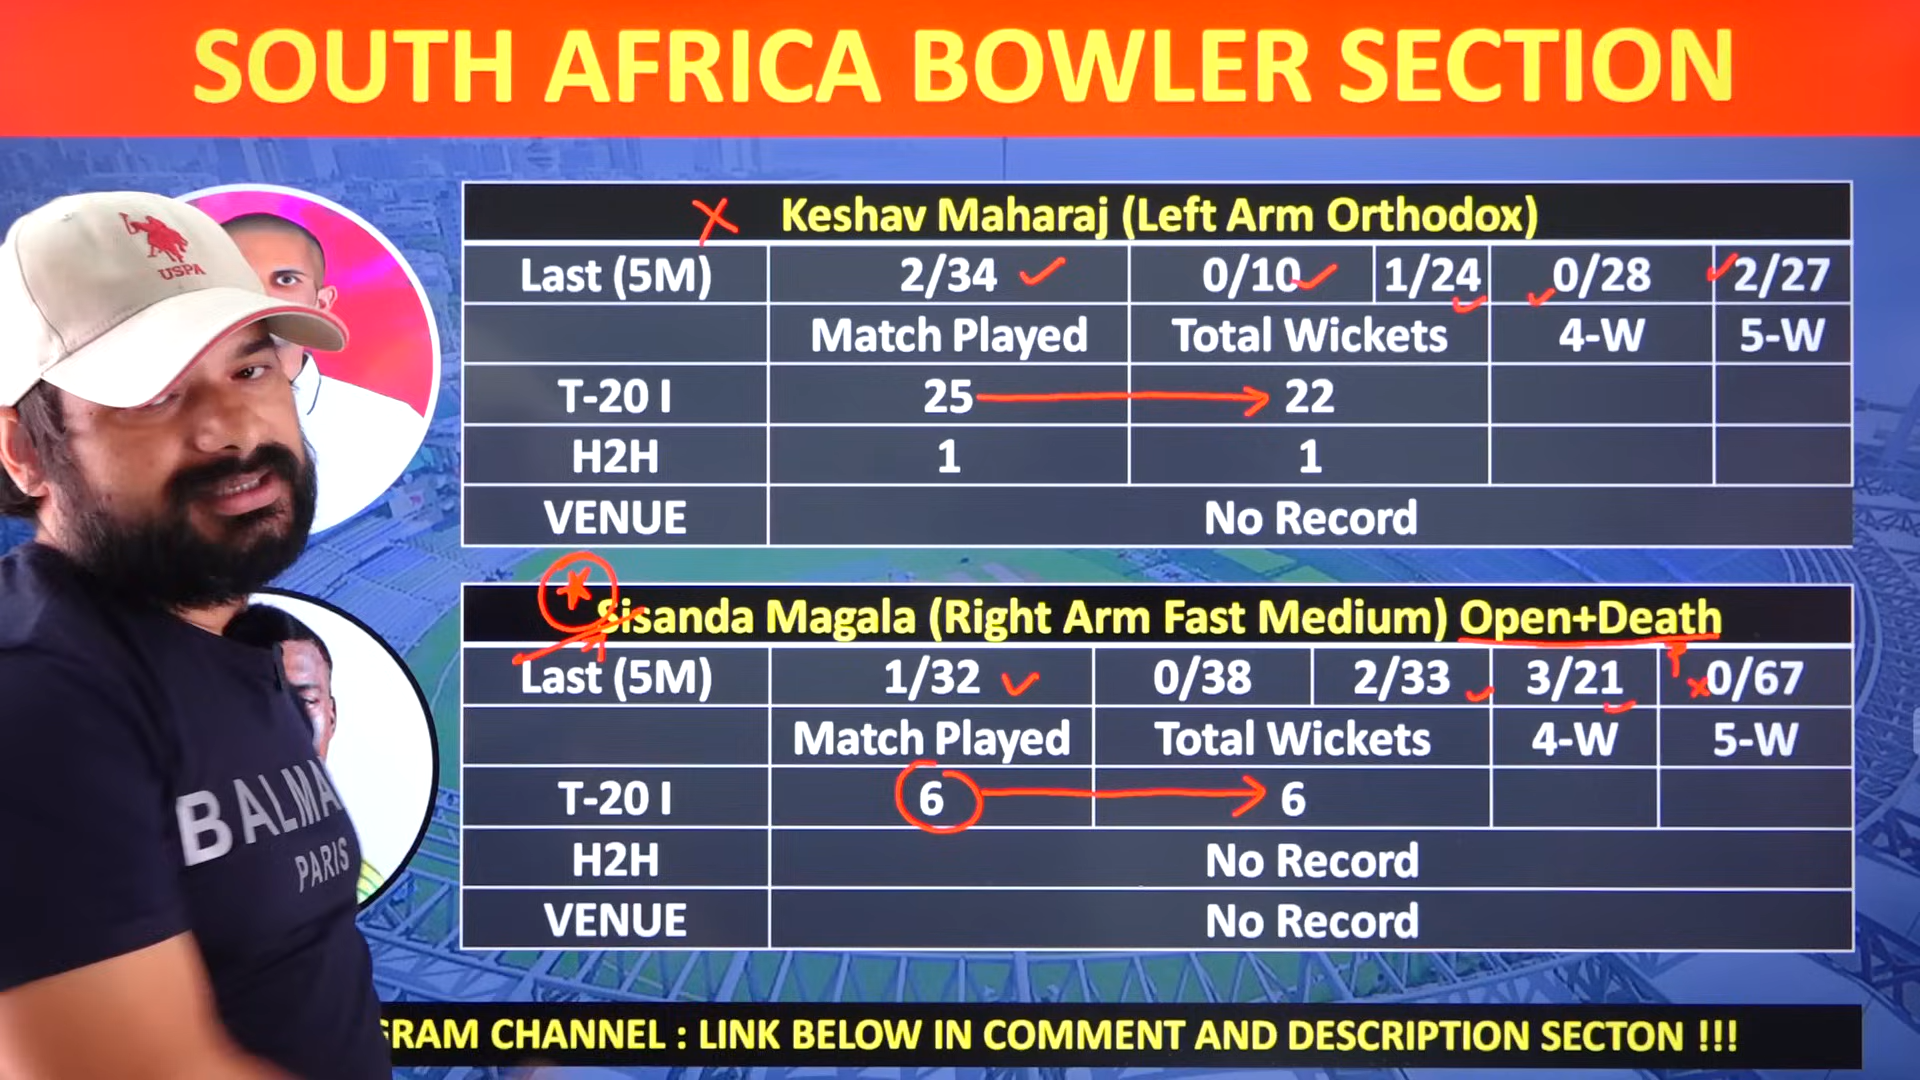 SOUTH AFRICA BOWLER SECTION
USPA
Keshav Maharaj (Left Arm Orthodox)
Last (5M) 2/34 0/10 1/24 0/28 2/27
Match Played Total Wickets 4-W 5-W
T-20 I 25 22
H2H 1 1
VENUE No Record
Sisanda Magala (Right Arm Fast Medium) Open+Death
Last (5M) 1/32 0/38 2/33 3/21 0/67
Match Played Total Wickets 4-W 5-W
T-20 I 6 6
H2H No Record
VENUE No Record
BALMA
PARIS
GRAM CHANNEL : LINK BELOW IN COMMENT AND DESCRIPTION SECTON !!!